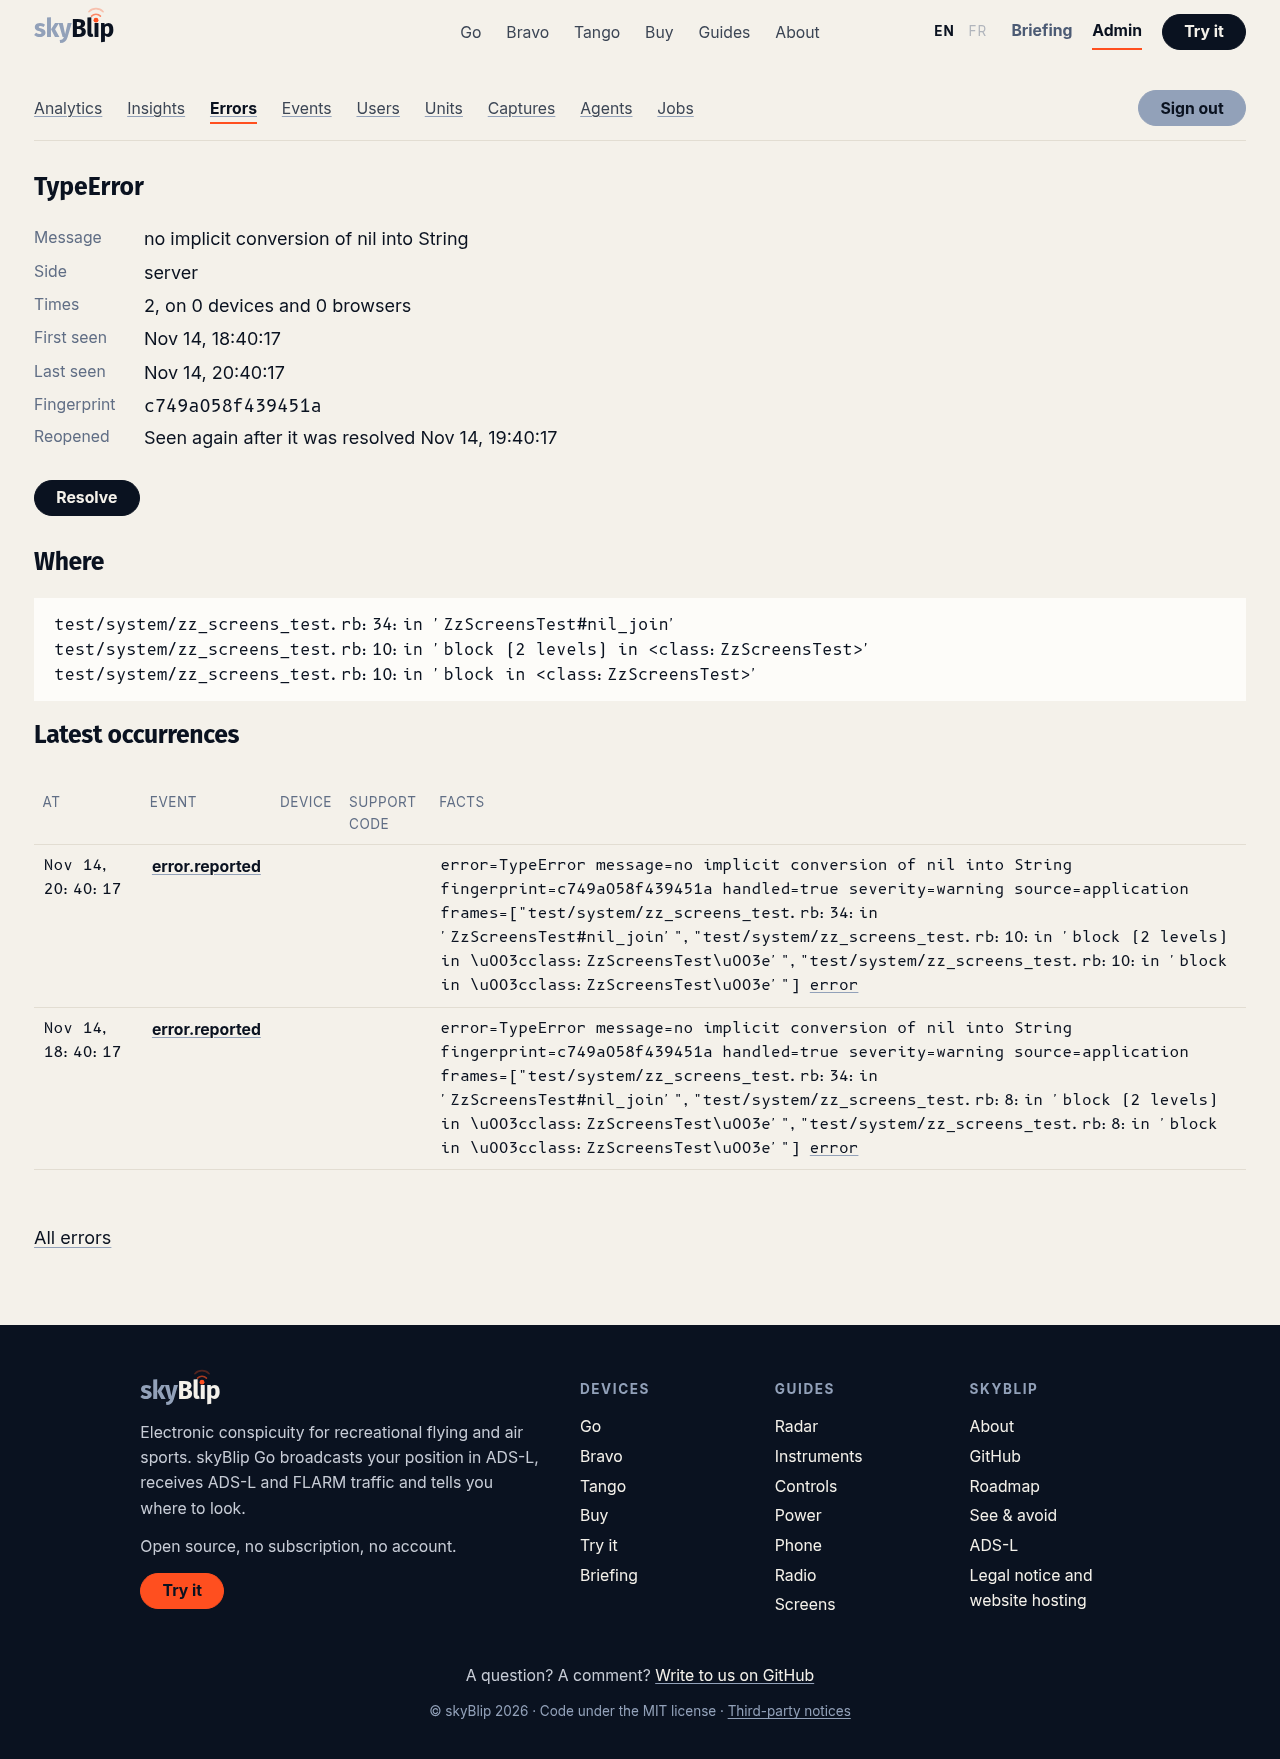 skyBlip
Go Bravo Tango Buy Guides About
EN FR Briefing Admin Try it
Analytics Insights Errors Events Users Units Captures Agents Jobs
Sign out
TypeError
Message no implicit conversion of nil into String
Side server
Times 2, on 0 devices and 0 browsers
First seen Nov 14, 18:40:17
Last seen Nov 14, 20:40:17
Fingerprint c749a058f439451a
Reopened Seen again after it was resolved Nov 14, 19:40:17
Resolve
Where
test/system/zz_screens_test.rb:34:in 'ZzScreensTest#nil_join'
test/system/zz_screens_test.rb:10:in 'block (2 levels) in <class:ZzScreensTest>'
test/system/zz_screens_test.rb:10:in 'block in <class:ZzScreensTest>'
Latest occurrences
AT EVENT DEVICE SUPPORT CODE FACTS
Nov 14, 20:40:17 error.reported
error=TypeError message=no implicit conversion of nil into String
fingerprint=c749a058f439451a handled=true severity=warning source=application
frames=["test/system/zz_screens_test.rb:34:in
'ZzScreensTest#nil_join'","test/system/zz_screens_test.rb:10:in 'block (2 levels)
in \u003cclass:ZzScreensTest\u003e'","test/system/zz_screens_test.rb:10:in 'block
in \u003cclass:ZzScreensTest\u003e'"] error
Nov 14, 18:40:17 error.reported
error=TypeError message=no implicit conversion of nil into String
fingerprint=c749a058f439451a handled=true severity=warning source=application
frames=["test/system/zz_screens_test.rb:34:in
'ZzScreensTest#nil_join'","test/system/zz_screens_test.rb:8:in 'block (2 levels)
in \u003cclass:ZzScreensTest\u003e'","test/system/zz_screens_test.rb:8:in 'block
in \u003cclass:ZzScreensTest\u003e'"] error
All errors
skyBlip
Electronic conspicuity for recreational flying and air
sports. skyBlip Go broadcasts your position in ADS-L,
receives ADS-L and FLARM traffic and tells you
where to look.
Open source, no subscription, no account.
Try it
DEVICES
Go
Bravo
Tango
Buy
Try it
Briefing
GUIDES
Radar
Instruments
Controls
Power
Phone
Radio
Screens
SKYBLIP
About
GitHub
Roadmap
See & avoid
ADS-L
Legal notice and
website hosting
A question? A comment? Write to us on GitHub
© skyBlip 2026 · Code under the MIT license · Third-party notices